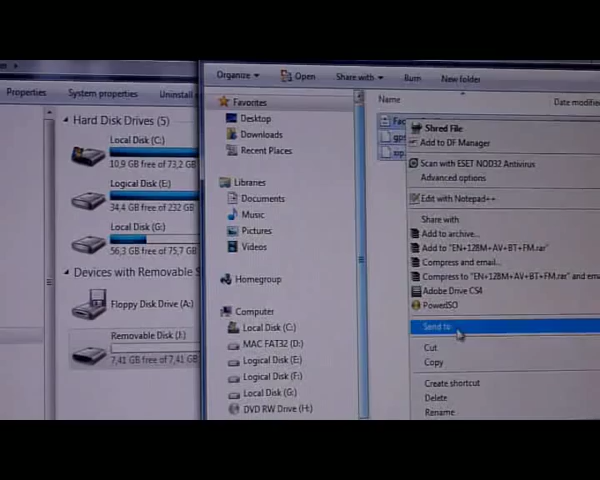 Properties
System properties
Uninstall
Hard Disk Drives (5)
Local Disk (C:)
10,9 GB free of 73,2 GB
Logical Disk (E:)
34,4 GB free of 232 GB
Local Disk (G:)
56,3 GB free of 75,7
Devices with Removable S
Floppy Disk Drive (A:)
Removable Disk (J:)
7,41 GB free of 7,41 GB
Organize
Open
Share with
Burn
New folder
Favorites
Desktop
Downloads
Recent Places
Libraries
Documents
Music
Pictures
Videos
Homegroup
Computer
Local Disk (C:)
MAC FAT32 (D:)
Logical Disk (E:)
Logical Disk (F:)
Local Disk (G:)
DVD RW Drive (H:)
Name
Date modified
Shred File
Add to DF Manager
Scan with ESET NOD32 Antivirus
Advanced options
Edit with Notepad++
Share with
Add to archive...
Add to "EN+128M+AV+BT+FM.rar"
Compress and email...
Compress to "EN+128M+AV+BT+FM.rar" and ema
Adobe Drive CS4
PowerISO
Send to
Cut
Copy
Create shortcut
Delete
Rename